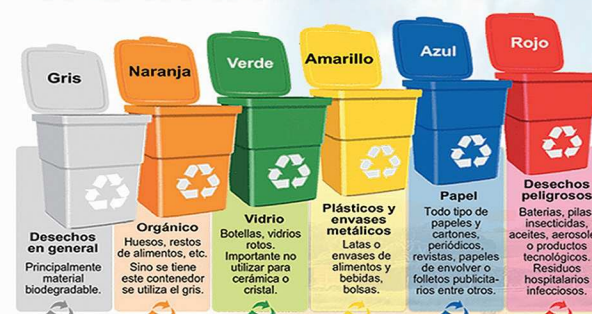 Gris
Naranja
Verde
Amarillo
Azul
Rojo
Desechos
en general
Principalmente
material
biodegradable.
Orgánico
Huesos, restos
de alimentos, etc.
Sino se tiene
este contenedor
se utiliza el gris.
Vidrio
Botellas, vidrios
rotos.
Importante no
utilizar para
cerámica o
cristal.
Plásticos y
envases
metálicos
Latas o
envases de
alimentos y
bebidas,
bolsas.
Papel
Todo tipo de
papeles y
cartones,
periódicos,
revistas, papeles
de envolver o
folletos publicita-
rios entre otros.
Desechos
peligrosos
Baterias, pilas
insecticidas,
aceites, aerosole
o productos
tecnológicos.
Residuos
hospitalarios
infecciosos.